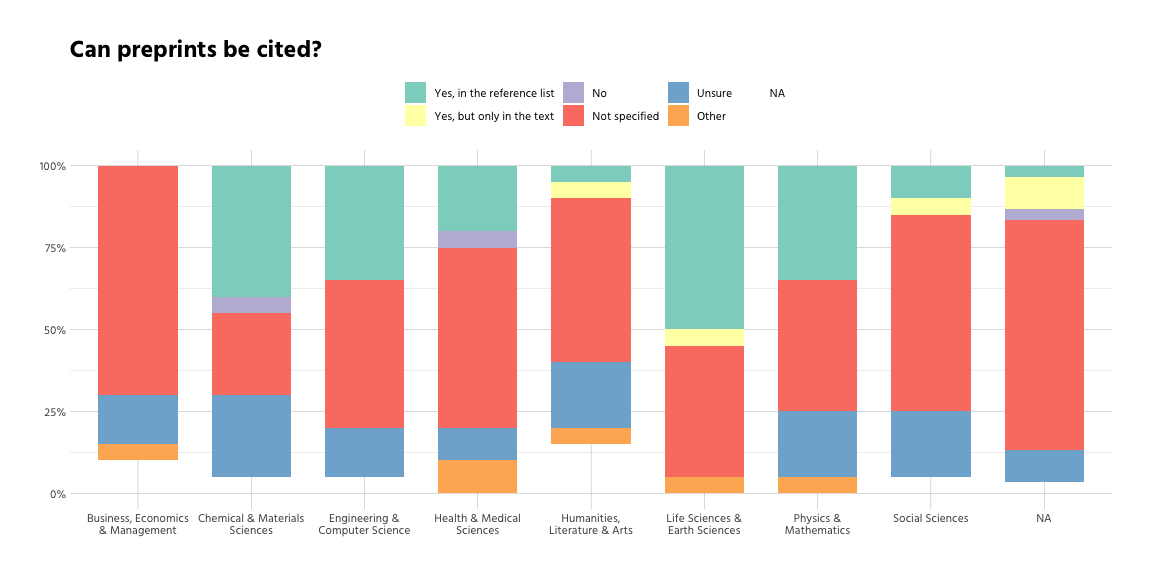 Can preprints be cited?
Yes, in the reference list No Unsure NA
Yes, but only in the text Not specified Other
100%
75%
50%
25%
0%
Business, Economics Chemical & Materials Engineering & Health & Medical Humanities, Life Sciences & Physics & Social Sciences NA
& Management Sciences Computer Science Sciences Literature & Arts Earth Sciences Mathematics